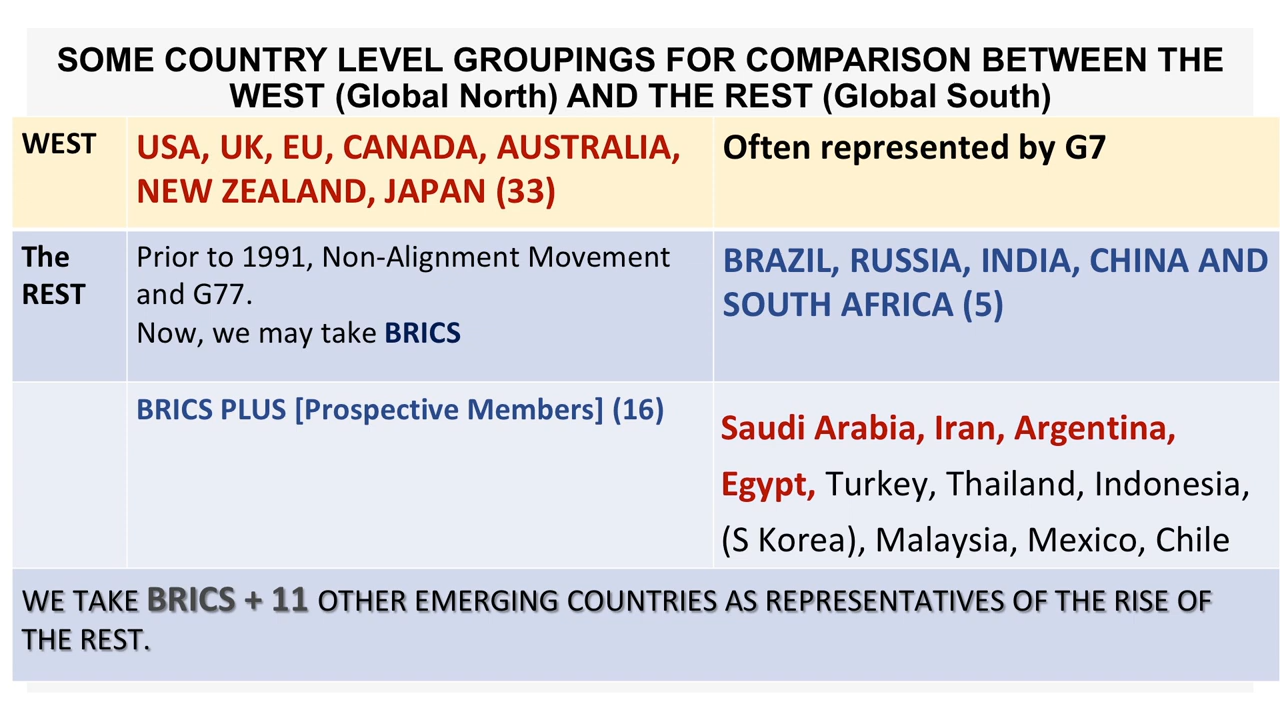 SOME COUNTRY LEVEL GROUPINGS FOR COMPARISON BETWEEN THE
WEST (Global North) AND THE REST (Global South)
WEST
USA, UK, EU, CANADA, AUSTRALIA,
NEW ZEALAND, JAPAN (33)
Often represented by G7
The
REST
Prior to 1991, Non-Alignment Movement
and G77.
Now, we may take BRICS
BRAZIL, RUSSIA, INDIA, CHINA AND
SOUTH AFRICA (5)
BRICS PLUS [Prospective Members] (16)
Saudi Arabia, Iran, Argentina,
Egypt, Turkey, Thailand, Indonesia,
(S Korea), Malaysia, Mexico, Chile
WE TAKE BRICS + 11 OTHER EMERGING COUNTRIES AS REPRESENTATIVES OF THE RISE OF
THE REST.